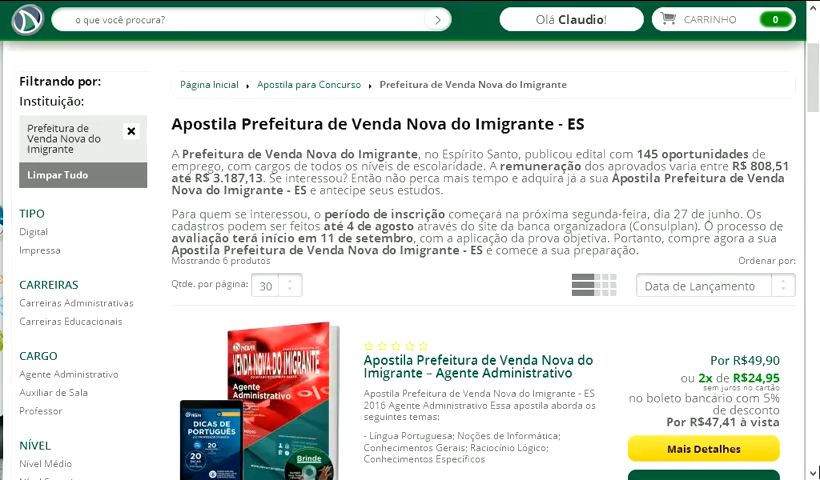 o que você procura?
Olá Claudio!
CARRINHO
0
Filtrando por:
Instituição:
Prefeitura de
Venda Nova do
Imigrante
Limpar Tudo
TIPO
Digital
Impressa
CARREIRAS
Carreiras Administrativas
Carreiras Educacionais
CARGO
Agente Administrativo
Auxiliar de Sala
Professor
NÍVEL
Nível Médio
Página Inicial
Apostila para Concurso
Prefeitura de Venda Nova do Imigrante
Apostila Prefeitura de Venda Nova do Imigrante - ES
A Prefeitura de Venda Nova do Imigrante, no Espírito Santo, publicou edital com 145 oportunidades de
emprego, com cargos de todos os níveis de escolaridade. A remuneração dos aprovados varia entre R$ 808,51
até R$ 3.187,13. Se interessou? Então não perca mais tempo e adquira já a sua Apostila Prefeitura de Venda
Nova do Imigrante - ES e antecipe seus estudos.
Para quem se interessou, o período de inscrição começará na próxima segunda-feira, dia 27 de junho. Os
cadastros podem ser feitos até 4 de agosto através do site da banca organizadora (Consulplan). O processo de
avaliação terá início em 11 de setembro, com a aplicação da prova objetiva. Portanto, compre agora a sua
Apostila Prefeitura de Venda Nova do Imigrante - ES e comece a sua preparação.
Mostrando 6 produtos
Ordenar por:
Qtde. por página:
30
Data de Lançamento
VENDA NOVA DO IMIGRANTE
Agente
Administrativo
DICAS DE
PORTUGUÊS
20
20
Brinde
Apostila Prefeitura de Venda Nova do
Imigrante – Agente Administrativo
Apostila Prefeitura de Venda Nova do Imigrante - ES
2016 Agente Administrativo Essa apostila aborda os
seguintes temas:
- Língua Portuguesa; Noções de Informática;
Conhecimentos Gerais; Raciocínio Lógico;
Conhecimentos Específicos
Por R$49,90
ou 2x de R$24,95
sem juros no cartão
no boleto bancário com 5%
de desconto
Por R$47,41 à vista
Mais Detalhes